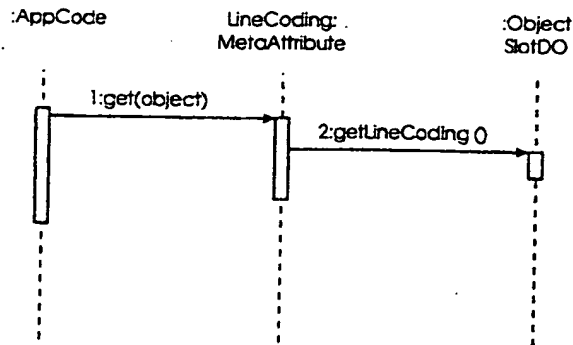 :AppCode
LineCoding:
MetaAttribute
:Object
SlotDO
1:get(object)
2:getLineCoding ()